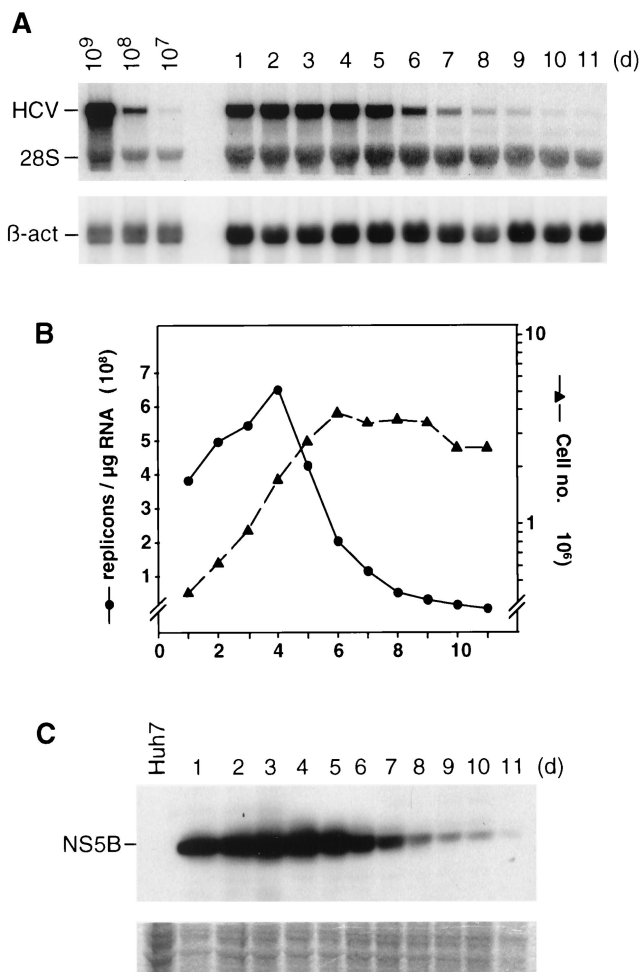 A
10⁹ 10⁸ 10⁷ 1 2 3 4 5 6 7 8 9 10 11 (d)
HCV
28S
ß-act
B
replicons / µg RNA (10⁸)
7
6
5
4
3
2
1
10
1
Cell no. 10⁶)
0 2 4 6 8 10
C
Huh7 1 2 3 4 5 6 7 8 9 10 11 (d)
NS5B